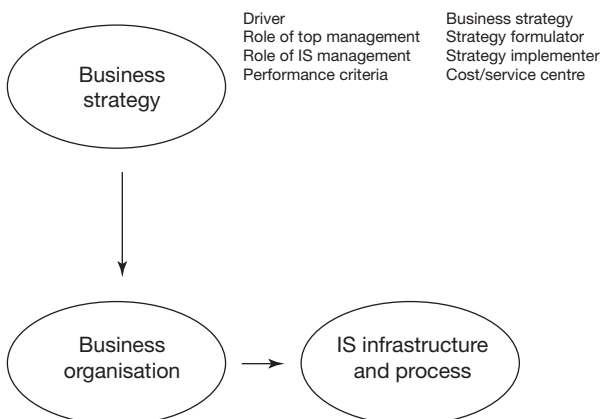 Driver Business strategy
Role of top management Strategy formulator
Role of IS management Strategy implementer
Performance criteria Cost/service centre
Business
strategy
Business
organisation
IS infrastructure
and process